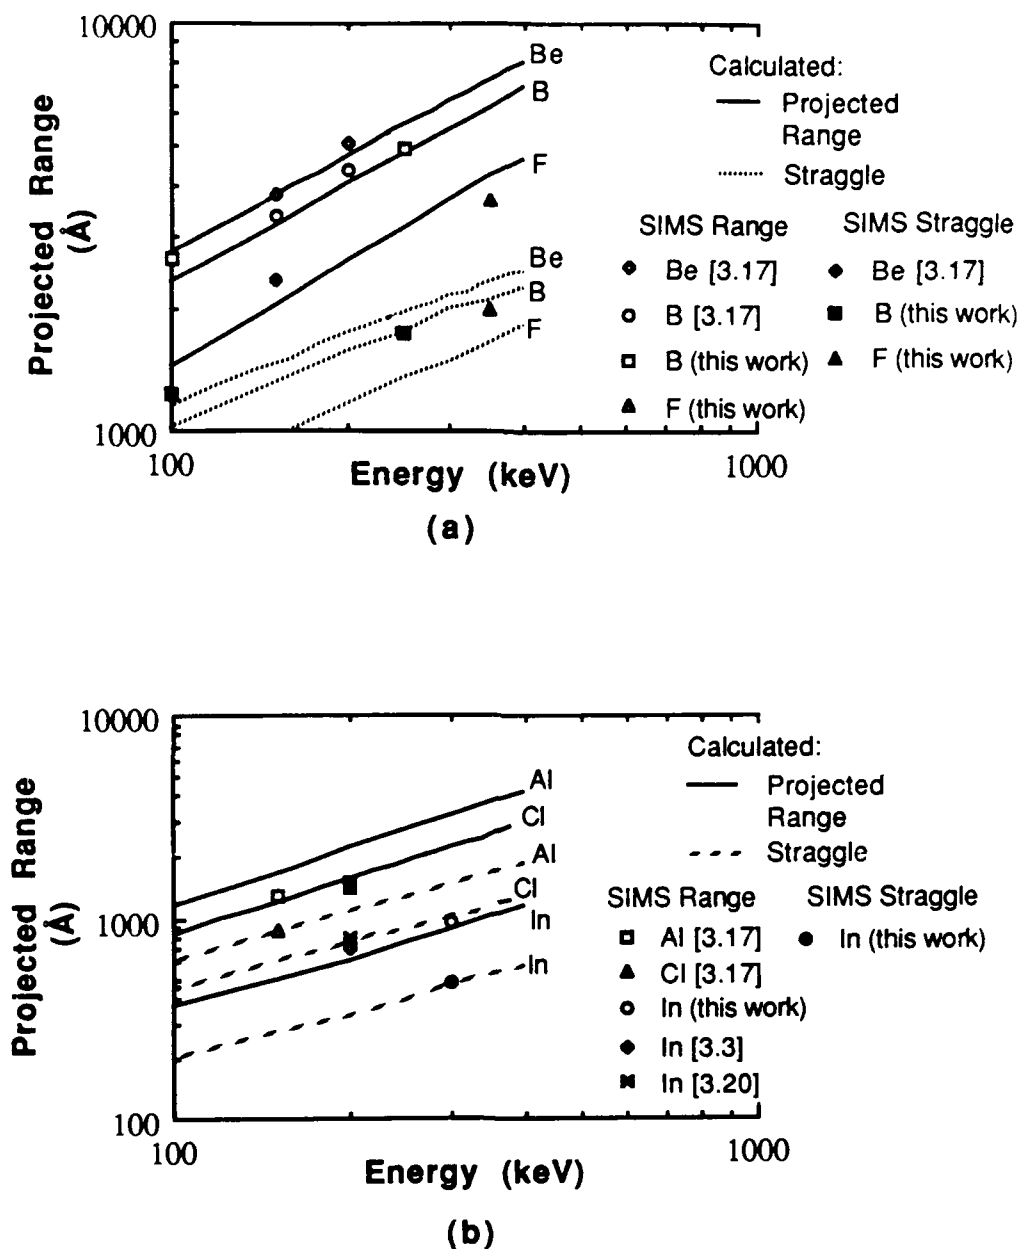 10000
Projected Range
(Å)
1000
100
1000
Energy (keV)
(a)
Be
B
F
Be
B
F
Calculated:
Projected
Range
Straggle
SIMS Range
Be [3.17]
B [3.17]
B (this work)
F (this work)
SIMS Straggle
Be [3.17]
B (this work)
F (this work)
10000
Projected Range
(Å)
1000
100
100
1000
Energy (keV)
(b)
Al
Cl
Al
Cl
In
In
Calculated:
Projected
Range
Straggle
SIMS Range
Al [3.17]
Cl [3.17]
In (this work)
In [3.3]
In [3.20]
SIMS Straggle
In (this work)